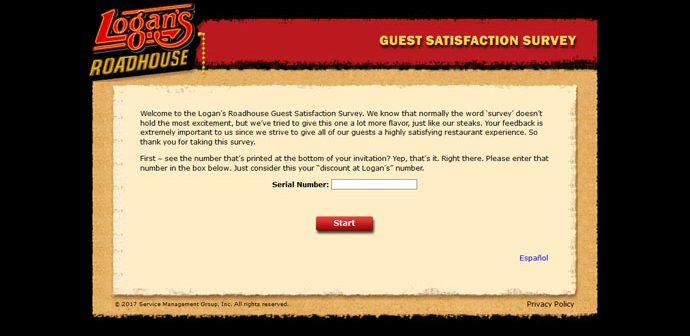 Logan's
ROADHOUSE
GUEST SATISFACTION SURVEY
Welcome to the Logan's Roadhouse Guest Satisfaction Survey. We know that normally the word 'survey' doesn't
hold the most excitement, but we've tried to give this one a lot more flavor, just like our steaks. Your feedback is
extremely important to us since we strive to give all of our guests a highly satisfying restaurant experience. So
thank you for taking this survey.
First – see the number that's printed at the bottom of your invitation? Yep, that's it. Right there. Please enter that
number in the box below. Just consider this your "discount at Logan's" number.
Serial Number:
Start
Español
© 2017 Service Management Group, Inc. All rights reserved.
Privacy Policy